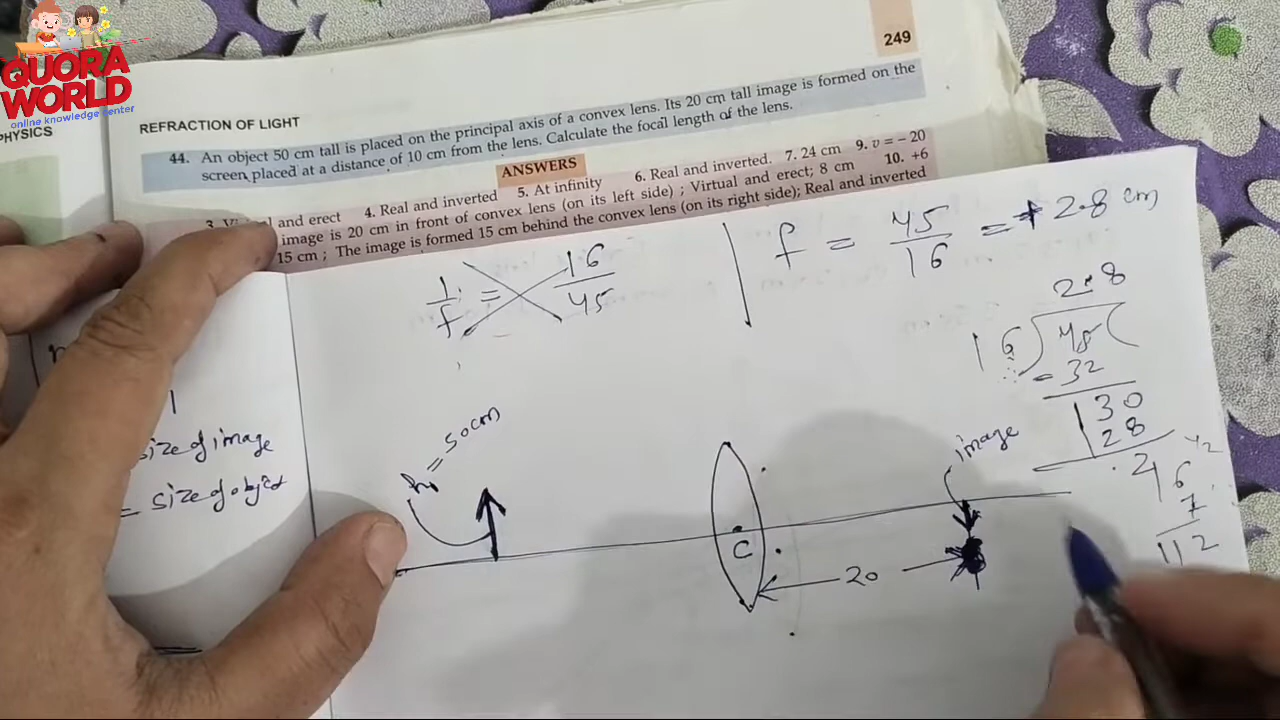 QUORA
WORLD
online knowledge center
PHYSICS
249
REFRACTION OF LIGHT
44. An object 50 cm tall is placed on the principal axis of a convex lens. Its 20 cm tall image is formed on the
screen placed at a distance of 10 cm from the lens. Calculate the focal length of the lens.
ANSWERS
and erect 4. Real and inverted 5. At infinity 6. Real and inverted. 7. 24 cm 9. v = – 20
image is 20 cm in front of convex lens (on its left side) ; Virtual and erect; 8 cm 10. +6
15 cm ; The image is formed 15 cm behind the convex lens (on its right side); Real and inverted
1/f = 16/45
f = 45/16 = +2.8 cm
2.8
16) 45 (
- 32
130
128
2
16
7
112
size of image
= size of object
h = 50cm
image
C
20